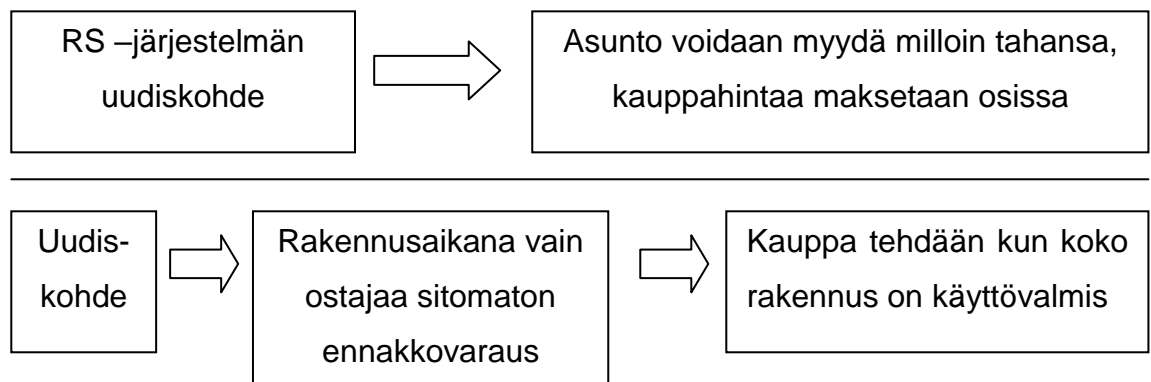 RS –järjestelmän
uudiskohde
Asunto voidaan myydä milloin tahansa,
kauppahintaa maksetaan osissa
Uudis-
kohde
Rakennusaikana vain
ostajaa sitomaton
ennakkovaraus
Kauppa tehdään kun koko
rakennus on käyttövalmis